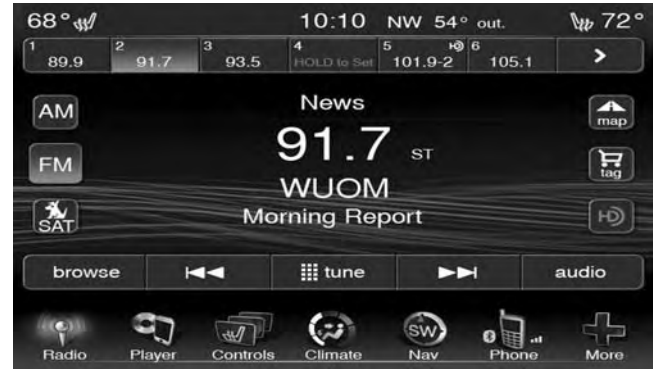 68° 10:10 NW 54° out. 72°
1 89.9 2 91.7 3 93.5 4 HOLD to Set 5 HD 101.9-2 6 105.1 >
News
AM map
91.7 ST
FM tag
WUOM
SAT Morning Report HD
browse tune audio
SW
Radio Player Controls Climate Nav Phone More